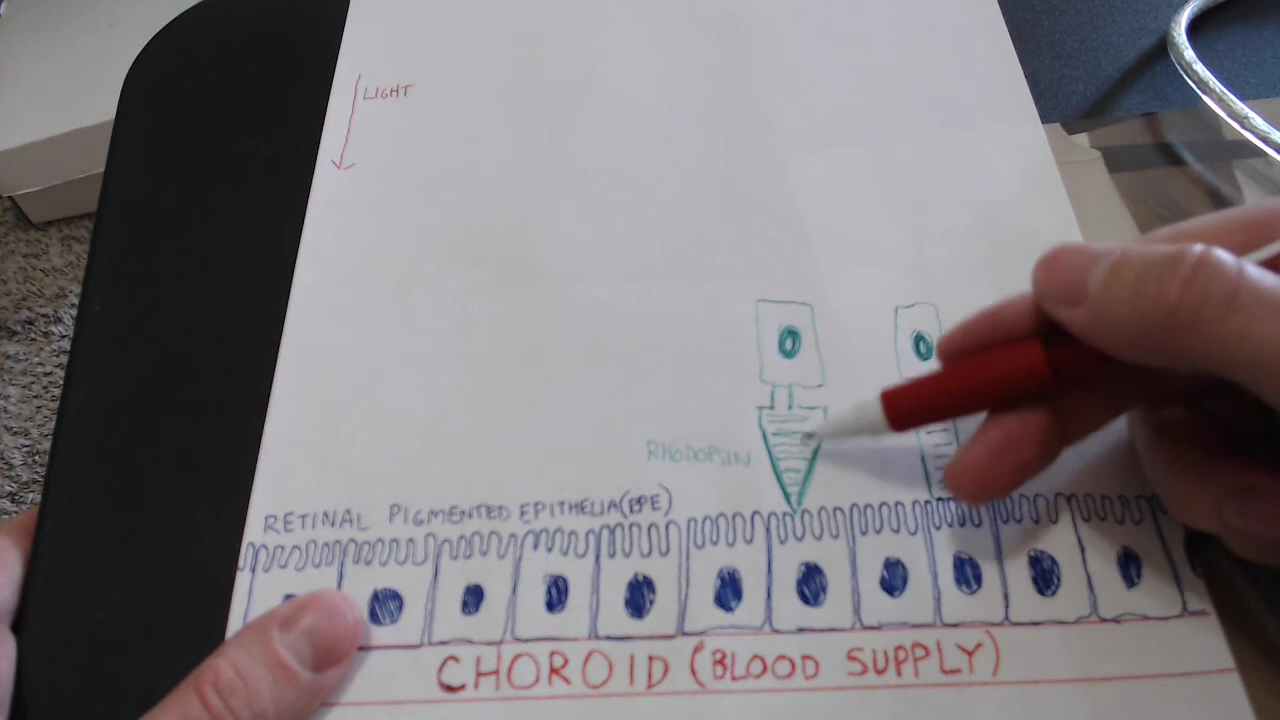 LIGHT
RHODOPSIN
RETINAL PIGMENTED EPITHELIA (RPE)
CHOROID (BLOOD SUPPLY)